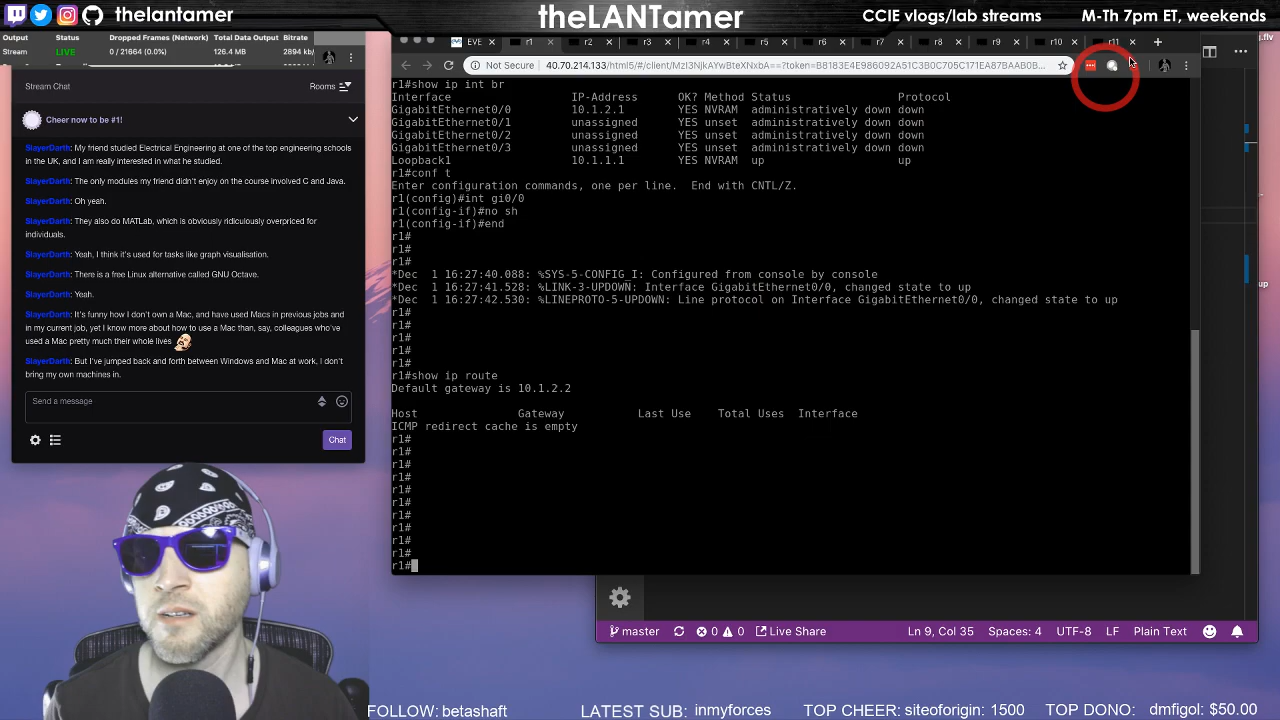 thelantamer
theLANTamer
CCIE vlogs/lab streams
M-Th 7pm ET, weekends
Output
Status
Dropped Frames (Network)
Total Data Output
Stream
LIVE
0 / 21664 (0.0%)
126.4 MB
2894 kb/s
Stream Chat
Rooms
Cheer now to be #1!
SlayerDarth: My friend studied Electrical Engineering at one of the top engineering schools
in the UK, and I am really interested in what he studied.
SlayerDarth: The only modules my friend didn't enjoy on the course involved C and Java.
SlayerDarth: Oh yeah.
SlayerDarth: They also do MATLab, which is obviously ridiculously overpriced for
individuals.
SlayerDarth: Yeah, I think it's used for tasks like graph visualisation.
SlayerDarth: There is a free Linux alternative called GNU Octave.
SlayerDarth: Yeah.
SlayerDarth: It's funny how I don't own a Mac, and have used Macs in previous jobs and
in my current job, yet I know more about how to use a Mac than, say, colleagues who've
used a Mac pretty much their whole lives
SlayerDarth: But I've jumped back and forth between Windows and Mac at work, I don't
bring my own machines in.
Send a message
Chat
EVE
r1
r2
r3
r4
r5
r6
r7
r8
r9
r10
r11
Not Secure
40.70.214.133/html5/#/client/MzI3NjkAYwBteXNxbA==?token=B8183E4E986092A51C3B0C705C171EA87BAA0B...
r1#show ip int br
Interface IP-Address OK? Method Status Protocol
GigabitEthernet0/0 10.1.2.1 YES NVRAM administratively down down
GigabitEthernet0/1 unassigned YES unset administratively down down
GigabitEthernet0/2 unassigned YES unset administratively down down
GigabitEthernet0/3 unassigned YES unset administratively down down
Loopback1 10.1.1.1 YES NVRAM up up
r1#conf t
Enter configuration commands, one per line. End with CNTL/Z.
r1(config)#int gi0/0
r1(config-if)#no sh
r1(config-if)#end
r1#
r1#
r1#
*Dec 1 16:27:40.088: %SYS-5-CONFIG_I: Configured from console by console
*Dec 1 16:27:41.528: %LINK-3-UPDOWN: Interface GigabitEthernet0/0, changed state to up
*Dec 1 16:27:42.530: %LINEPROTO-5-UPDOWN: Line protocol on Interface GigabitEthernet0/0, changed state to up
r1#
r1#
r1#
r1#
r1#
r1#show ip route
Default gateway is 10.1.2.2
Host Gateway Last Use Total Uses Interface
ICMP redirect cache is empty
r1#
r1#
r1#
r1#
r1#
r1#
r1#
r1#
r1#
r1#
r1#
.flv
up
master
0
0
Live Share
Ln 9, Col 35
Spaces: 4
UTF-8
LF
Plain Text
FOLLOW: betashaft
LATEST SUB: inmyforces
TOP CHEER: siteoforigin: 1500
TOP DONO: dmfigol: $50.00